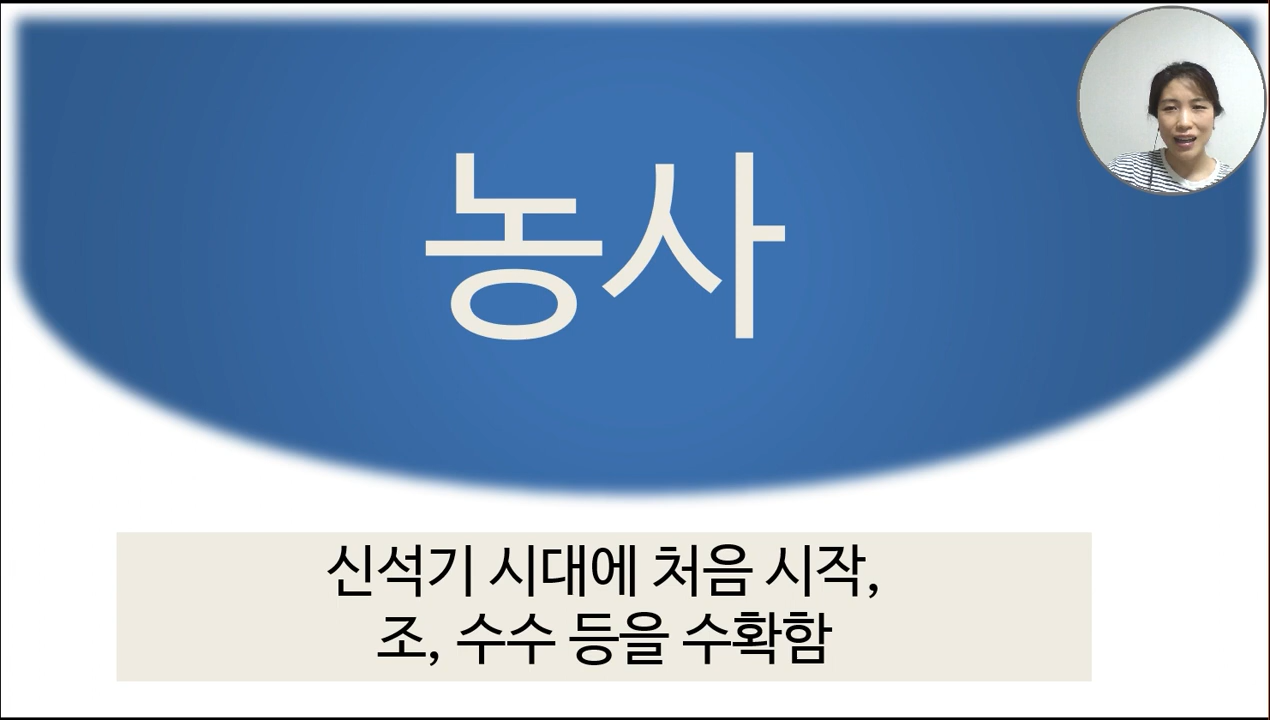 농사
신석기 시대에 처음 시작,
조, 수수 등을 수확함